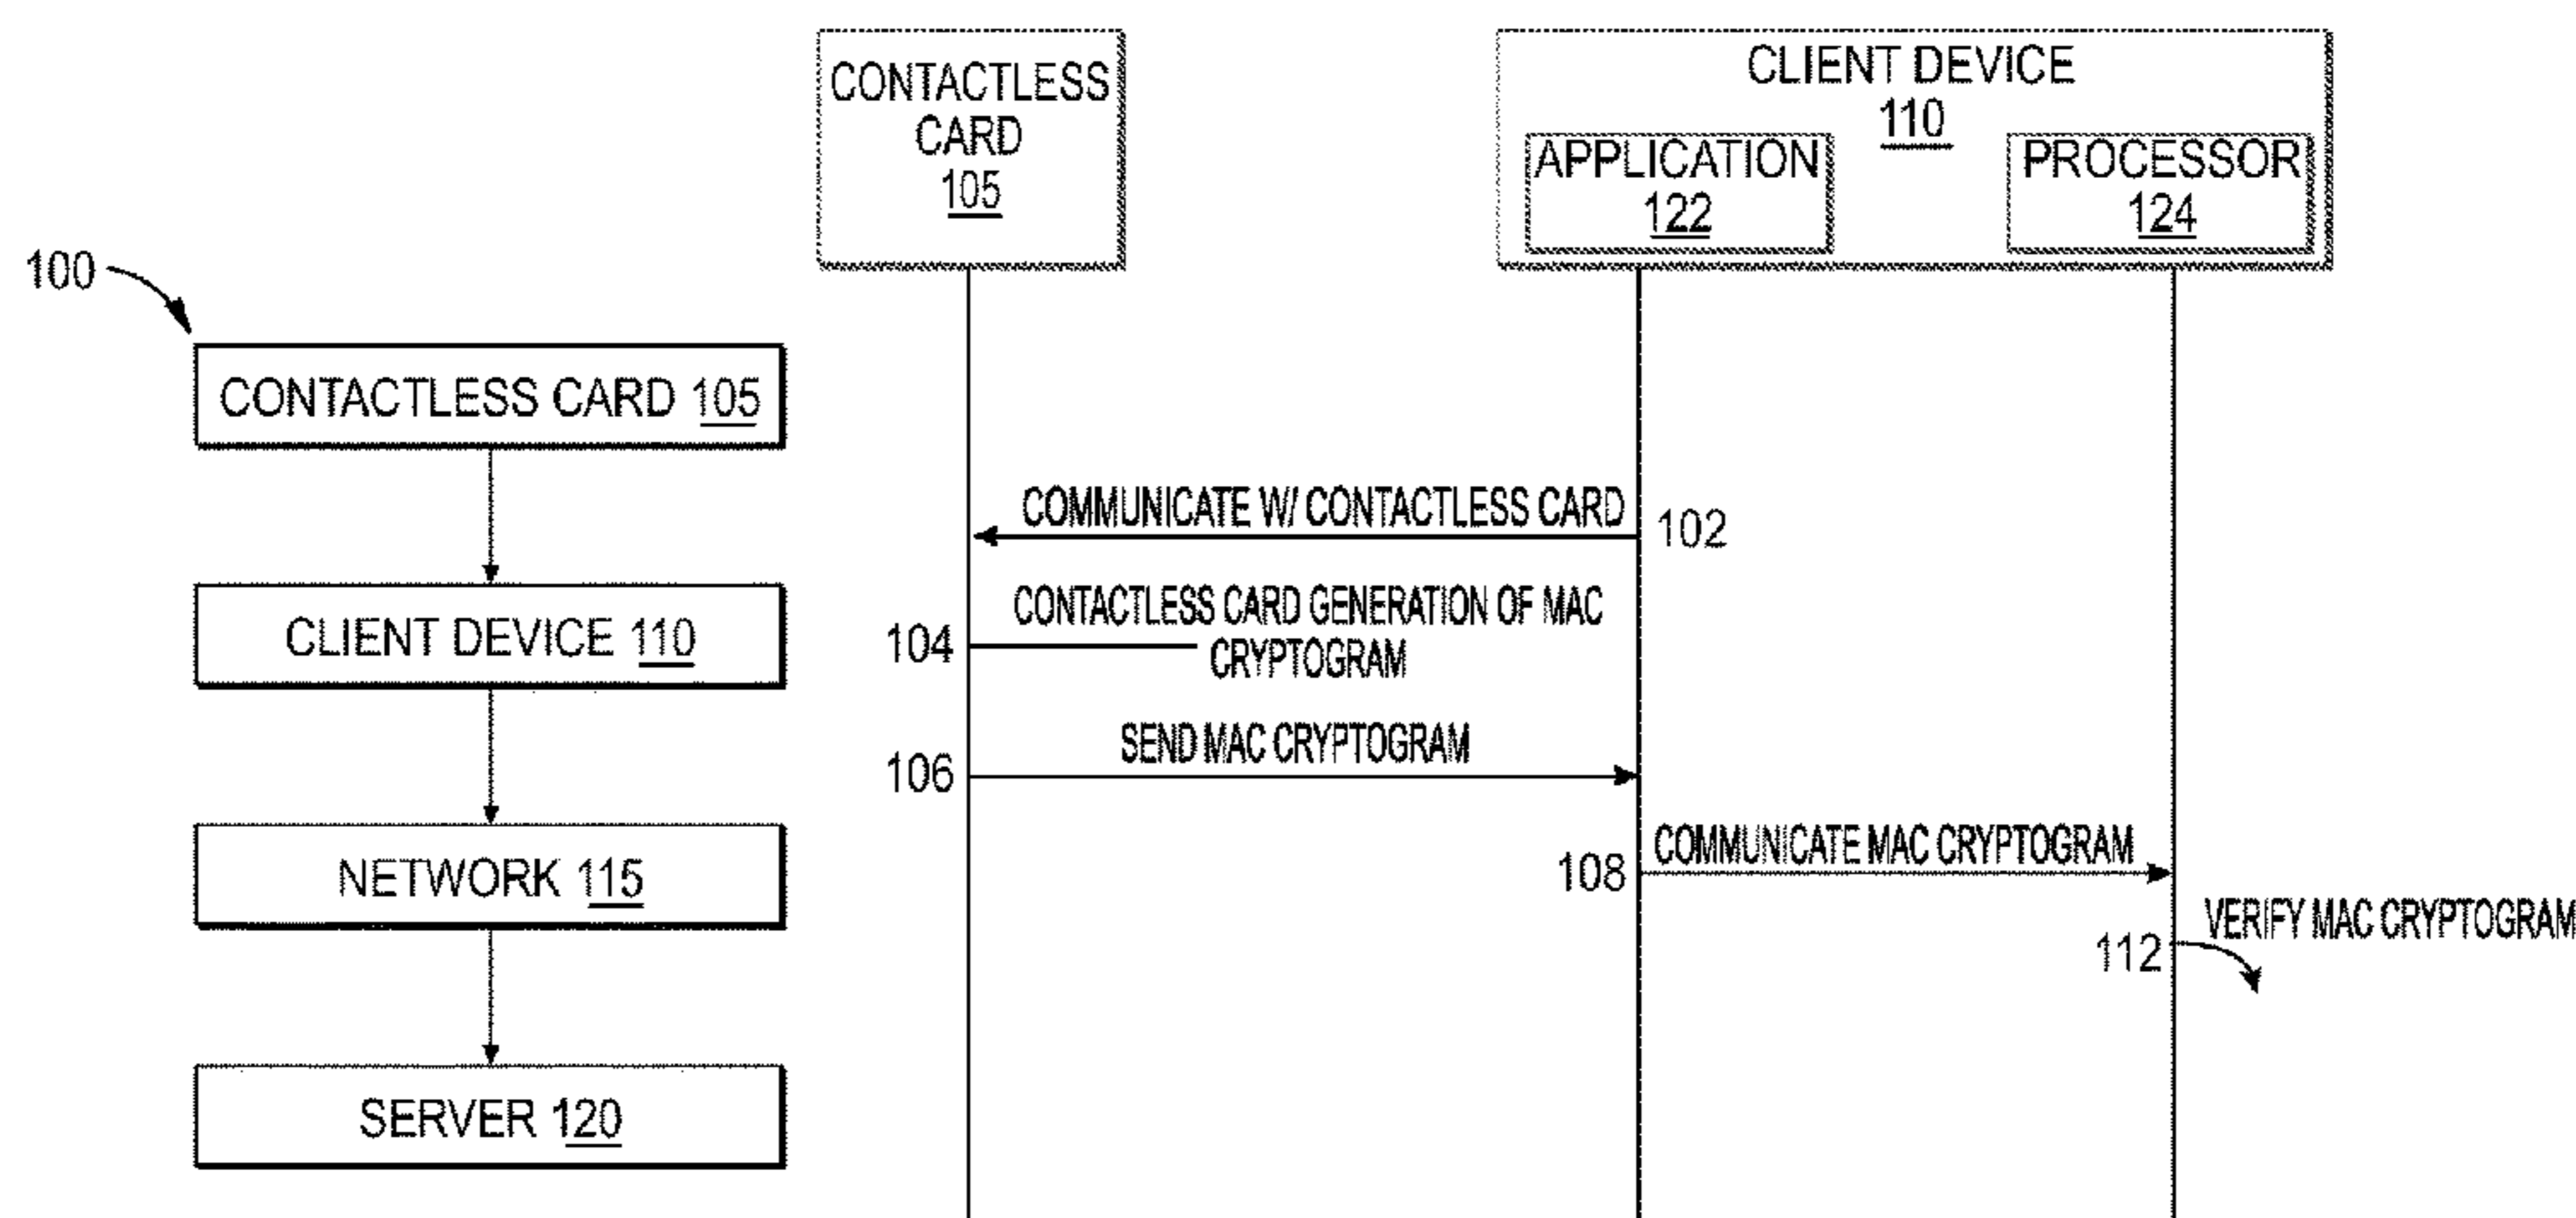 100
CONTACTLESS CARD 105
CLIENT DEVICE 110
NETWORK 115
SERVER 120
CONTACTLESS
CARD
105
CLIENT DEVICE
110
APPLICATION
122
PROCESSOR
124
COMMUNICATE W/ CONTACTLESS CARD
102
104
CONTACTLESS CARD GENERATION OF MAC
CRYPTOGRAM
SEND MAC CRYPTOGRAM
106
COMMUNICATE MAC CRYPTOGRAM
108
VERIFY MAC CRYPTOGRAM
112